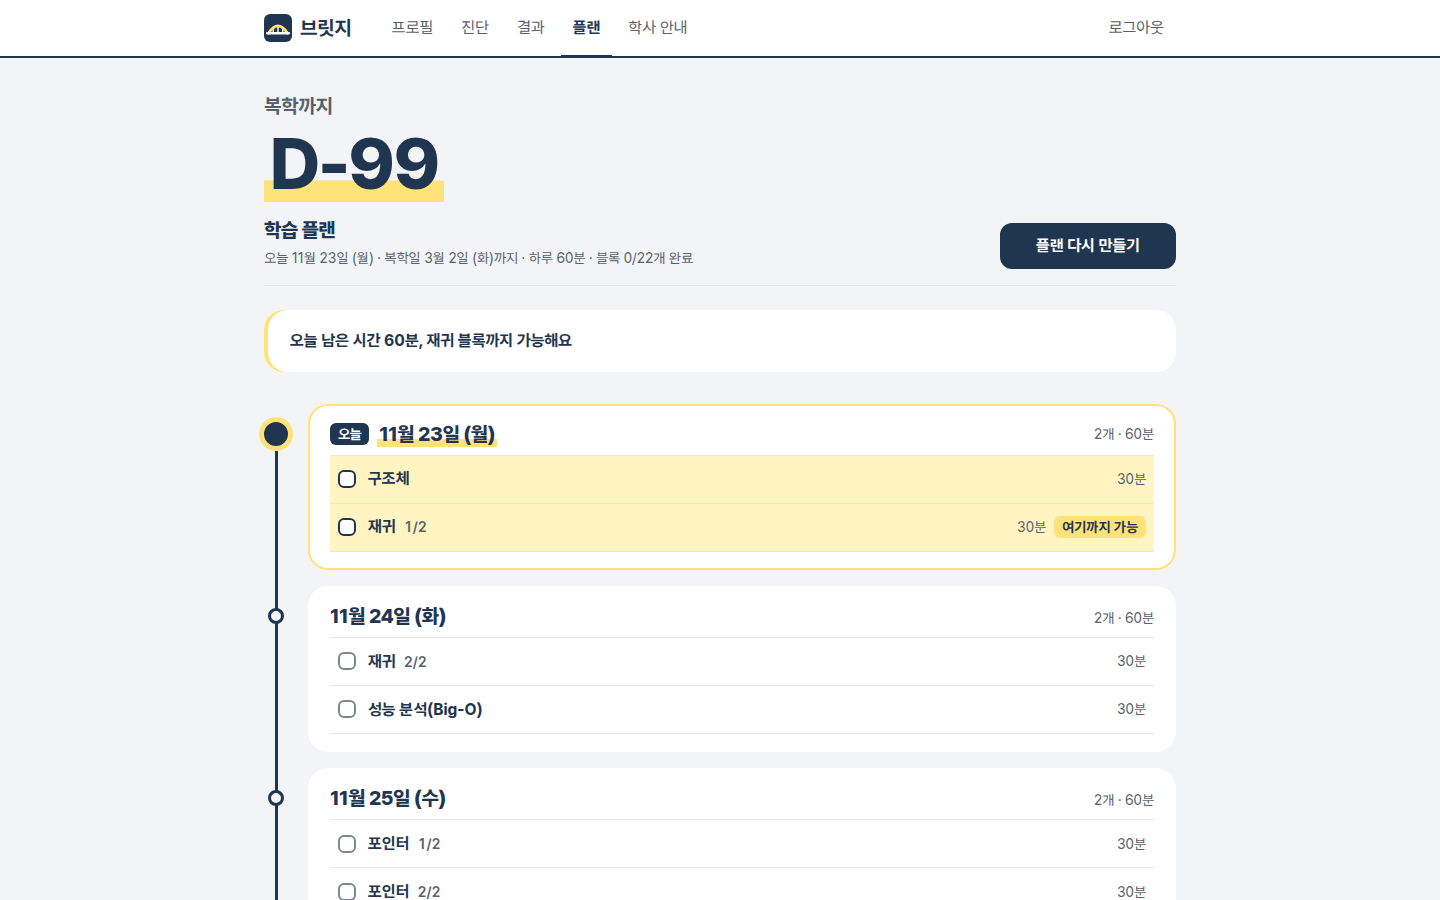 브릿지 프로필 진단 결과 플랜 학사 안내 로그아웃
복학까지
D-99
학습 플랜
오늘 11월 23일 (월) · 복학일 3월 2일 (화)까지 · 하루 60분 · 블록 0/22개 완료
플랜 다시 만들기
오늘 남은 시간 60분, 재귀 블록까지 가능해요
오늘 11월 23일 (월) 2개 · 60분
구조체 30분
재귀 1/2 30분 여기까지 가능
11월 24일 (화) 2개 · 60분
재귀 2/2 30분
성능 분석(Big-O) 30분
11월 25일 (수) 2개 · 60분
포인터 1/2 30분
포인터 2/2 30분